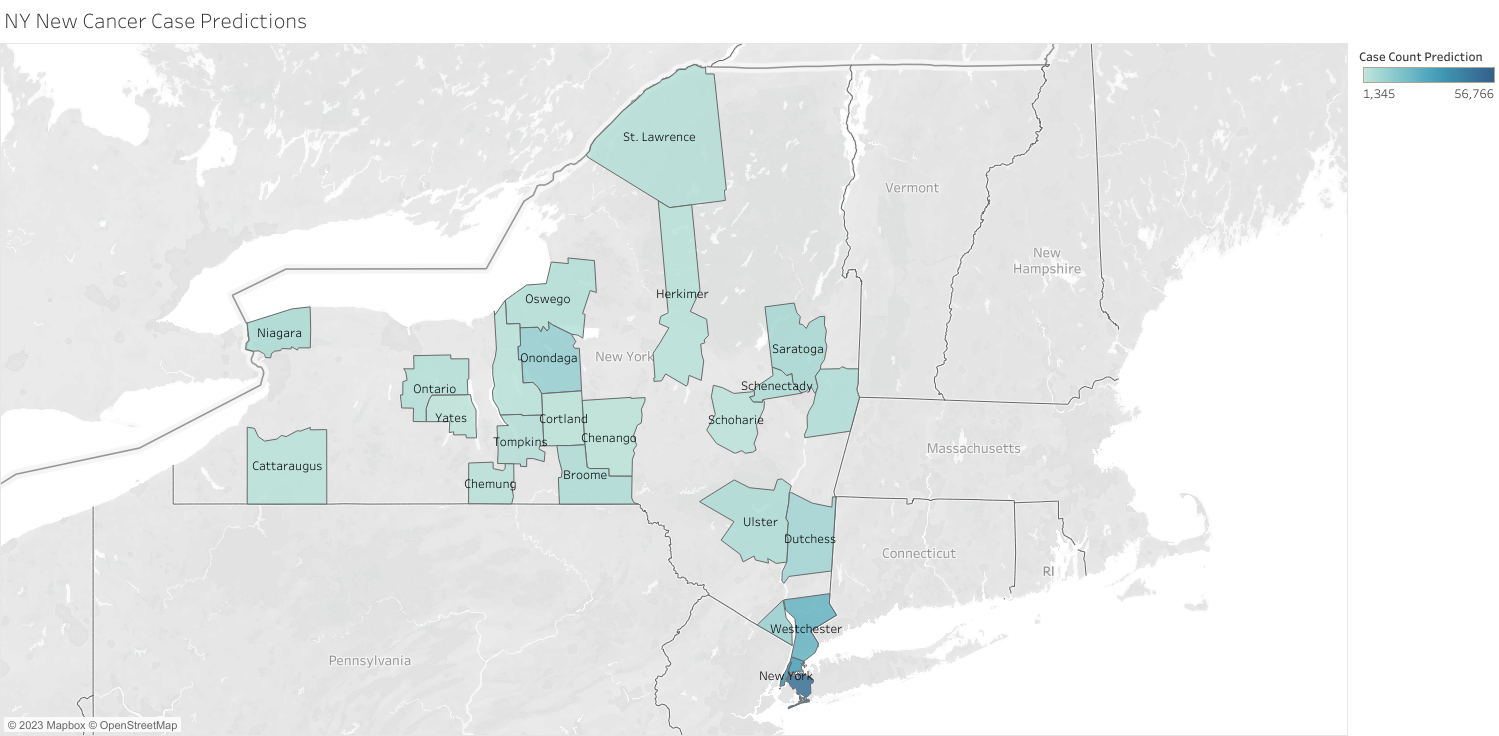 NY New Cancer Case Predictions
Case Count Prediction
1,345 56,766
St. Lawrence
Vermont
New
Hampshire
Herkimer
Oswego
Niagara
Onondaga
New York
Saratoga
Schenectady
Ontario
Yates
Cortland
Schoharie
Tompkins
Chenango
Massachusetts
Cattaraugus
Broome
Chemung
Ulster
Dutchess
Connecticut
RI
Westchester
Pennsylvania
New York
© 2023 Mapbox © OpenStreetMap